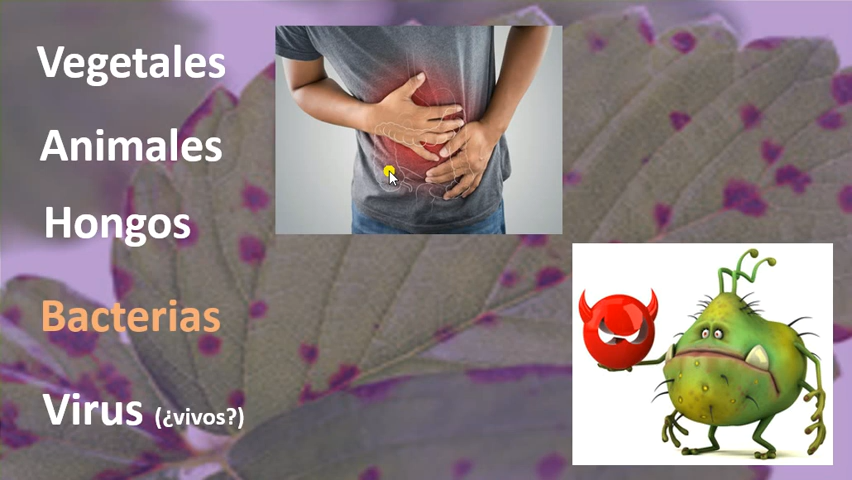 Vegetales
Animales
Hongos
Bacterias
Virus (¿vivos?)